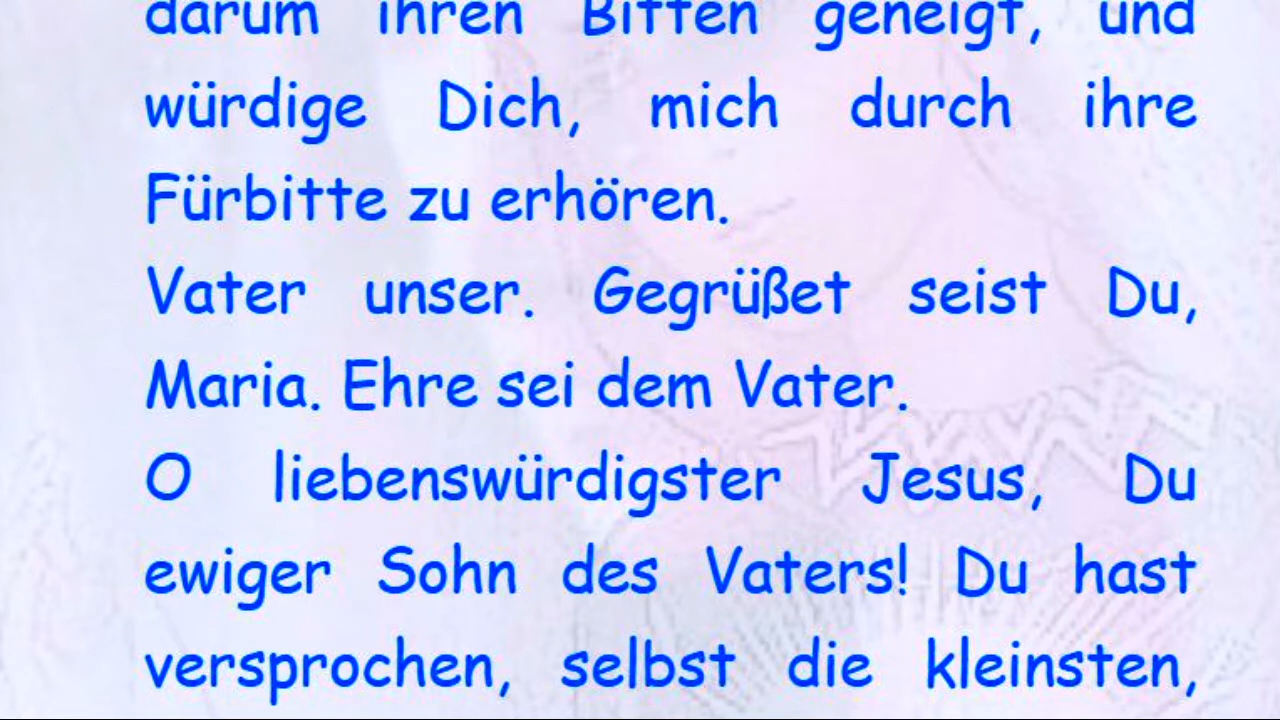 darum ihren Bitten geneigt, und
würdige Dich, mich durch ihre
Fürbitte zu erhören.
Vater unser. Gegrüßet seist Du,
Maria. Ehre sei dem Vater.
O liebenswürdigster Jesus, Du
ewiger Sohn des Vaters! Du hast
versprochen, selbst die kleinsten,